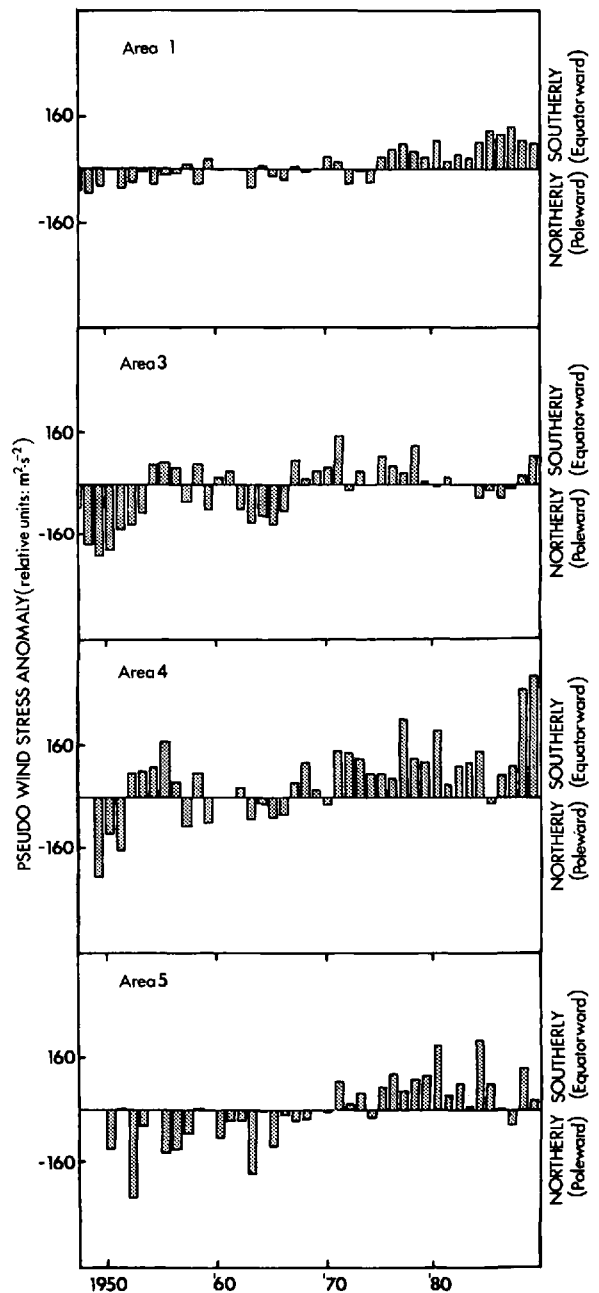 Area 1
160
-160
SOUTHERLY
(Equatorward)
NORTHERLY
(Poleward)
Area 3
160
-160
SOUTHERLY
(Equatorward)
NORTHERLY
(Poleward)
PSEUDO WIND STRESS ANOMALY (relative units: m²·s⁻²)
Area 4
160
-160
SOUTHERLY
(Equatorward)
NORTHERLY
(Poleward)
Area 5
160
-160
SOUTHERLY
(Equatorward)
NORTHERLY
(Poleward)
1950 '60 '70 '80